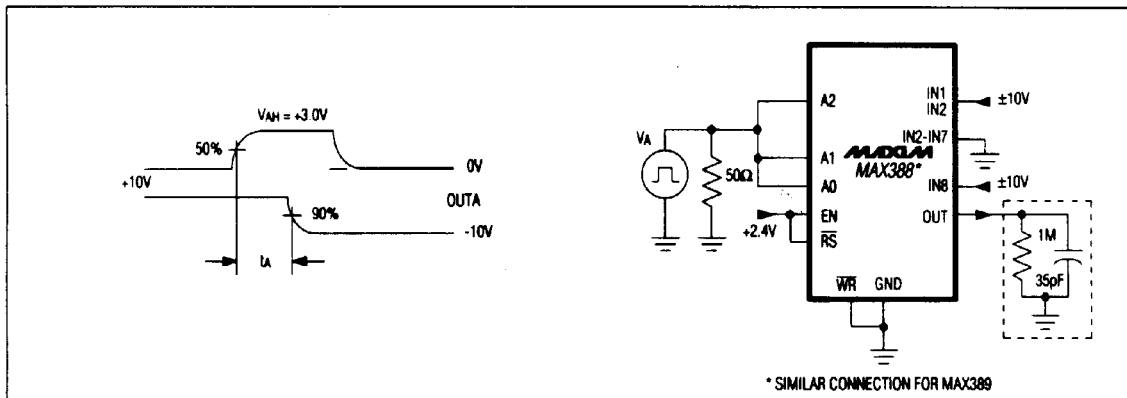 VAH = +3.0V
50%
0V
+10V
OUTA
90%
-10V
tA
VA
50Ω
+2.4V
A2
A1
A0
EN
RS
MAXIM
MAX388*
IN1
IN2
IN2-IN7
IN8
OUT
WR GND
±10V
±10V
1M
35pF
* SIMILAR CONNECTION FOR MAX389